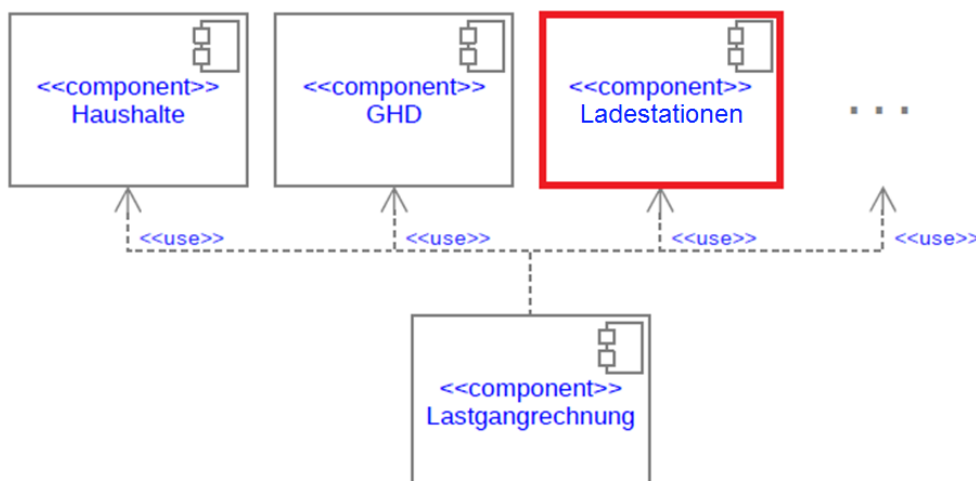 <<component>>
Haushalte
<<component>>
GHD
<<component>>
Ladestationen
...
<<use>>
<<use>>
<<use>>
<<use>>
<<component>>
Lastgangrechnung